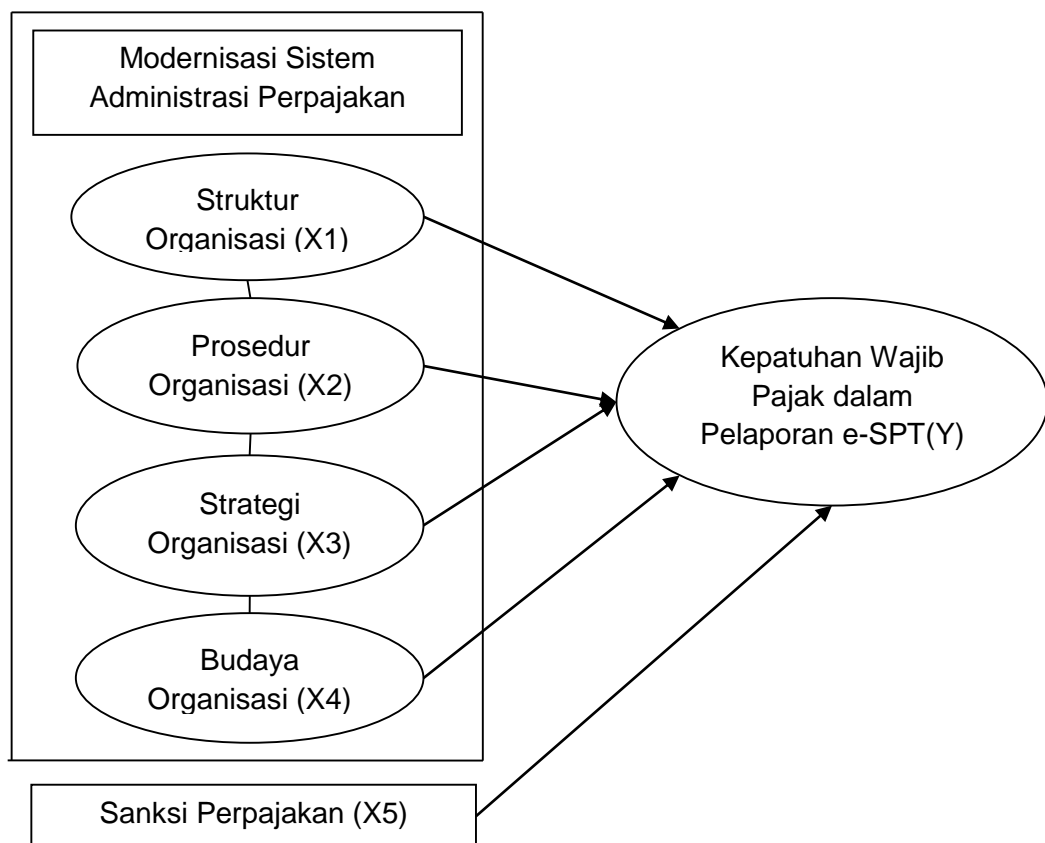 Modernisasi Sistem
Administrasi Perpajakan
Struktur
Organisasi (X1)
Prosedur
Organisasi (X2)
Strategi
Organisasi (X3)
Budaya
Organisasi (X4)
Sanksi Perpajakan (X5)
Kepatuhan Wajib
Pajak dalam
Pelaporan e-SPT(Y)